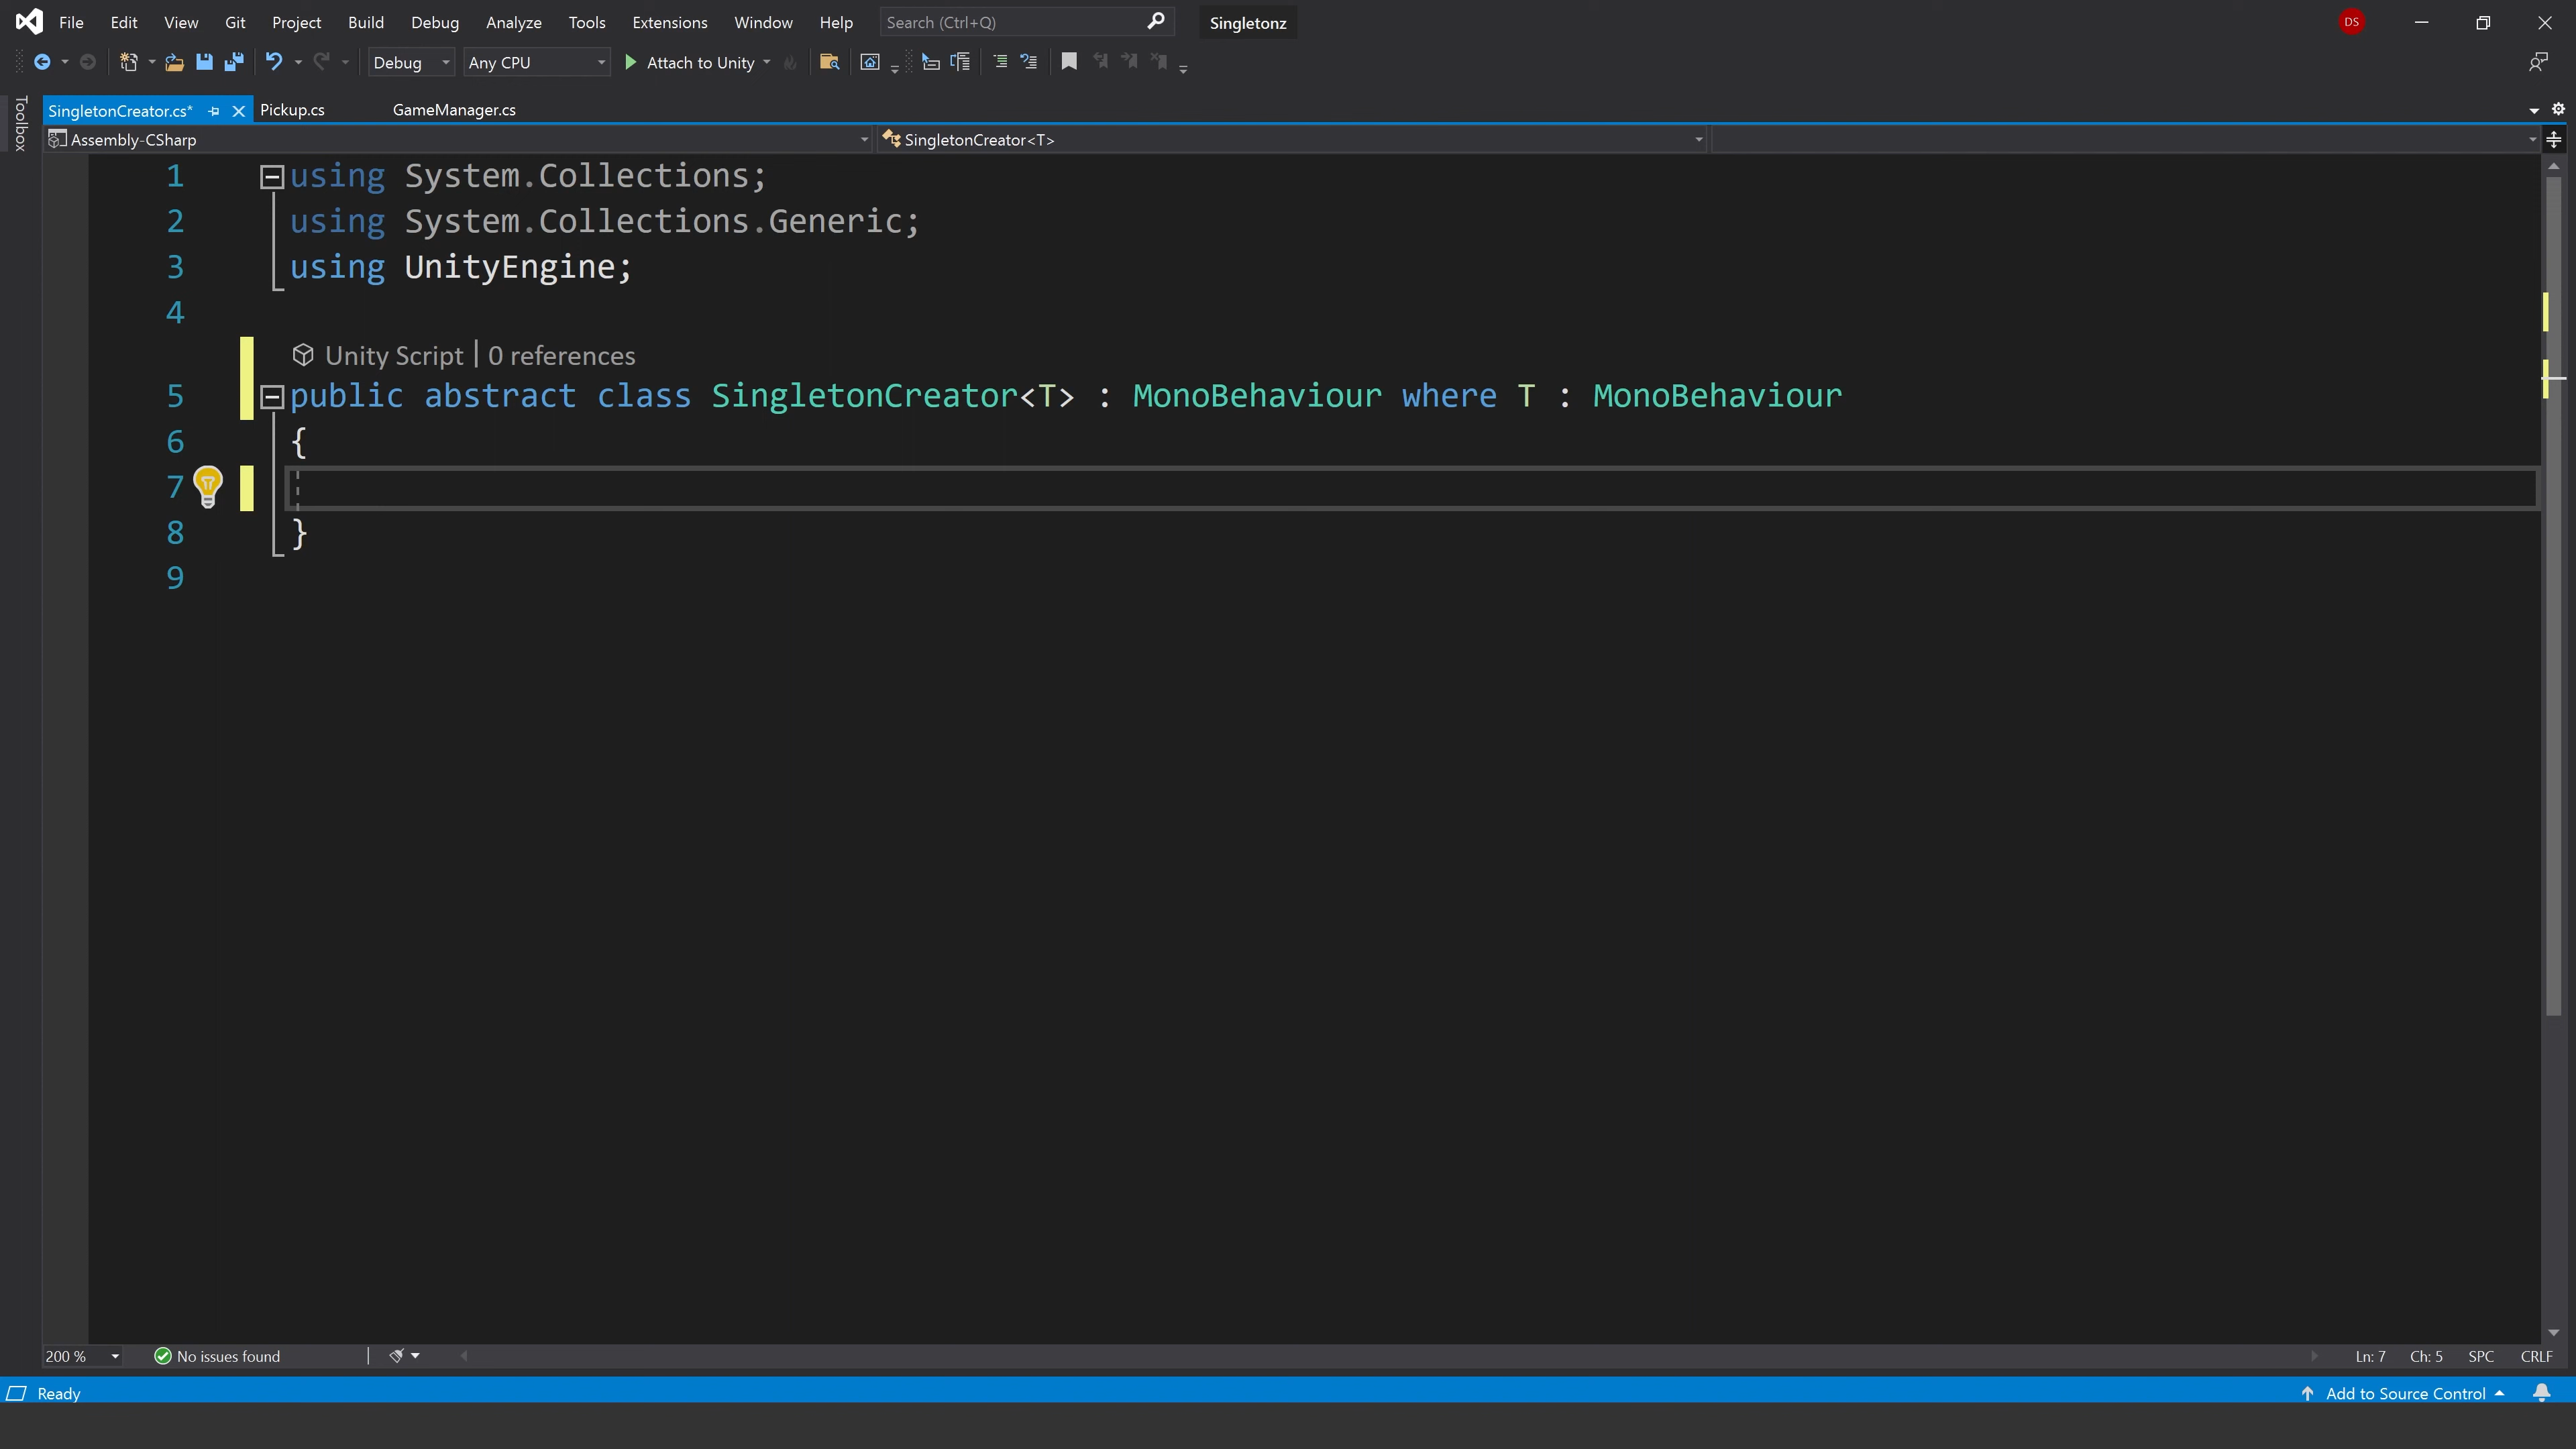 File Edit View Git Project Build Debug Analyze Tools Extensions Window Help Search (Ctrl+Q) Singletonz DS
Debug Any CPU Attach to Unity
Toolbox
SingletonCreator.cs* Pickup.cs GameManager.cs
Assembly-CSharp SingletonCreator<T>
1 using System.Collections;
2 using System.Collections.Generic;
3 using UnityEngine;
4
Unity Script | 0 references
5 public abstract class SingletonCreator<T> : MonoBehaviour where T : MonoBehaviour
6 {
7
8 }
9
200 % No issues found Ln: 7 Ch: 5 SPC CRLF
Ready Add to Source Control